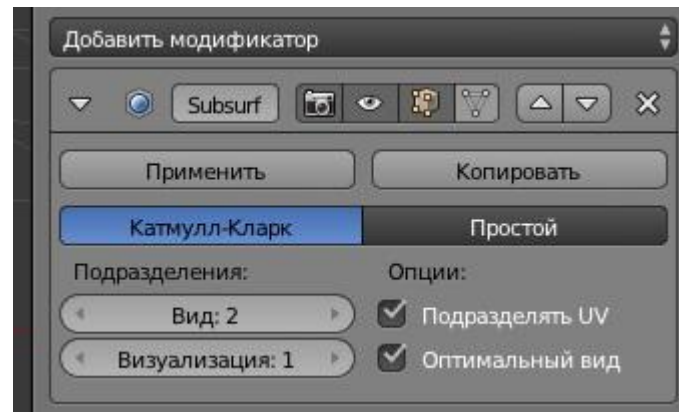 Добавить модификатор
Subsurf
Применить Копировать
Катмулл-Кларк Простой
Подразделения: Опции:
Вид: 2 Подразделять UV
Визуализация: 1 Оптимальный вид